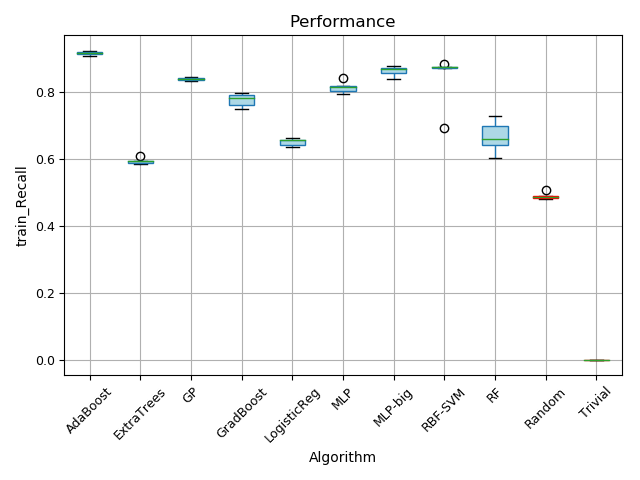 Performance
train_Recall
0.8
0.6
0.4
0.2
0.0
AdaBoost
ExtraTrees
GP
GradBoost
LogisticReg
MLP
MLP-big
RBF-SVM
RF
Random
Trivial
Algorithm